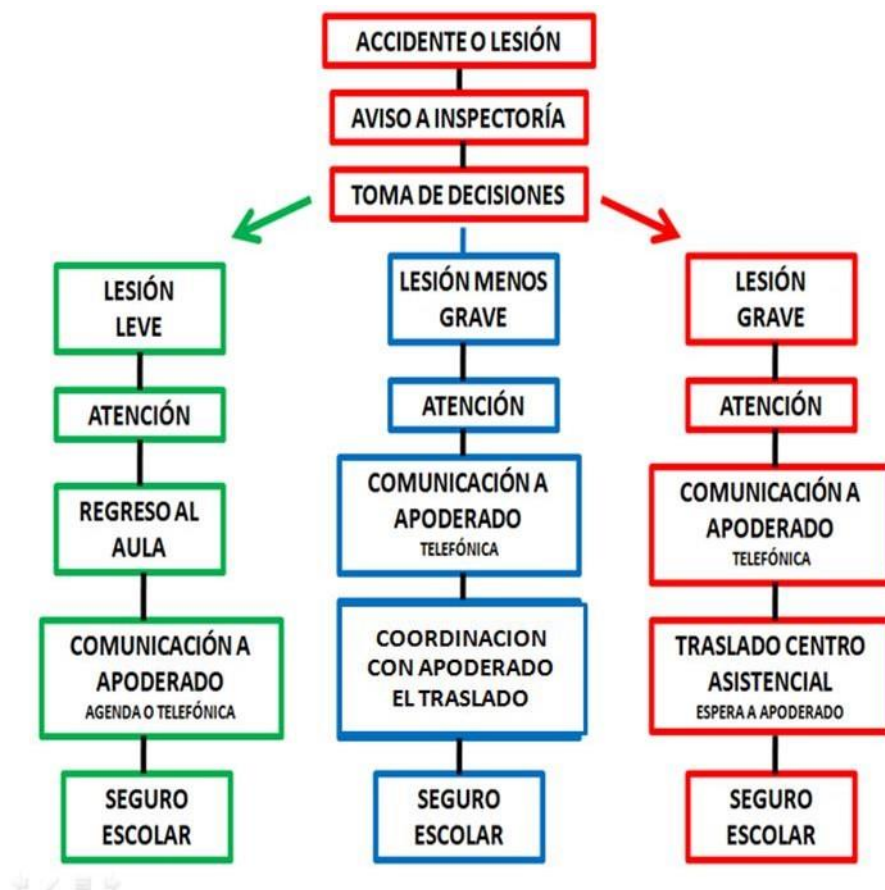 ACCIDENTE O LESIÓN
AVISO A INSPECTORÍA
TOMA DE DECISIONES
LESIÓN
LEVE
ATENCIÓN
REGRESO AL
AULA
COMUNICACIÓN A
APODERADO
AGENDA O TELEFÓNICA
SEGURO
ESCOLAR
LESIÓN MENOS
GRAVE
ATENCIÓN
COMUNICACIÓN A
APODERADO
TELEFÓNICA
COORDINACION
CON APODERADO
EL TRASLADO
SEGURO
ESCOLAR
LESIÓN
GRAVE
ATENCIÓN
COMUNICACIÓN A
APODERADO
TELEFÓNICA
TRASLADO CENTRO
ASISTENCIAL
ESPERA A APODERADO
SEGURO
ESCOLAR